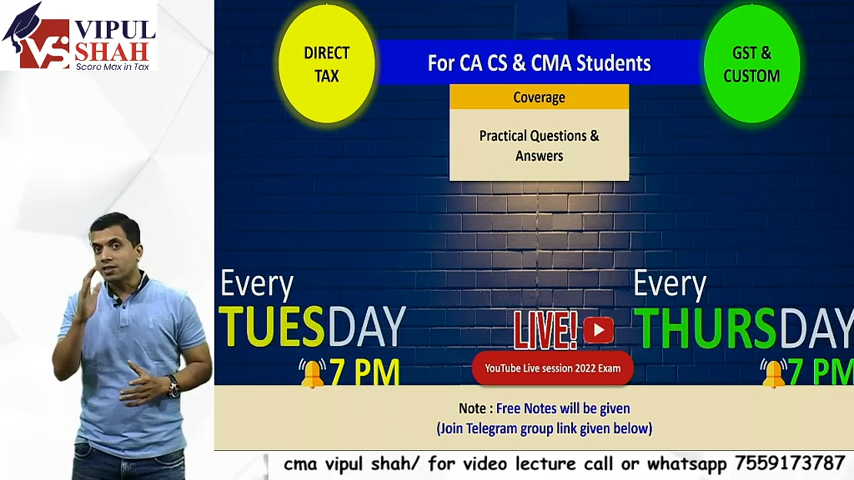 VIPUL
VS SHAH
Score Max in Tax
DIRECT
TAX
For CA CS & CMA Students
GST &
CUSTOM
Coverage
Practical Questions &
Answers
Every
TUESDAY
7 PM
LIVE!
YouTube Live session 2022 Exam
Every
THURSDAY
7 PM
Note : Free Notes will be given
(Join Telegram group link given below)
cma vipul shah/ for video lecture call or whatsapp 7559173787